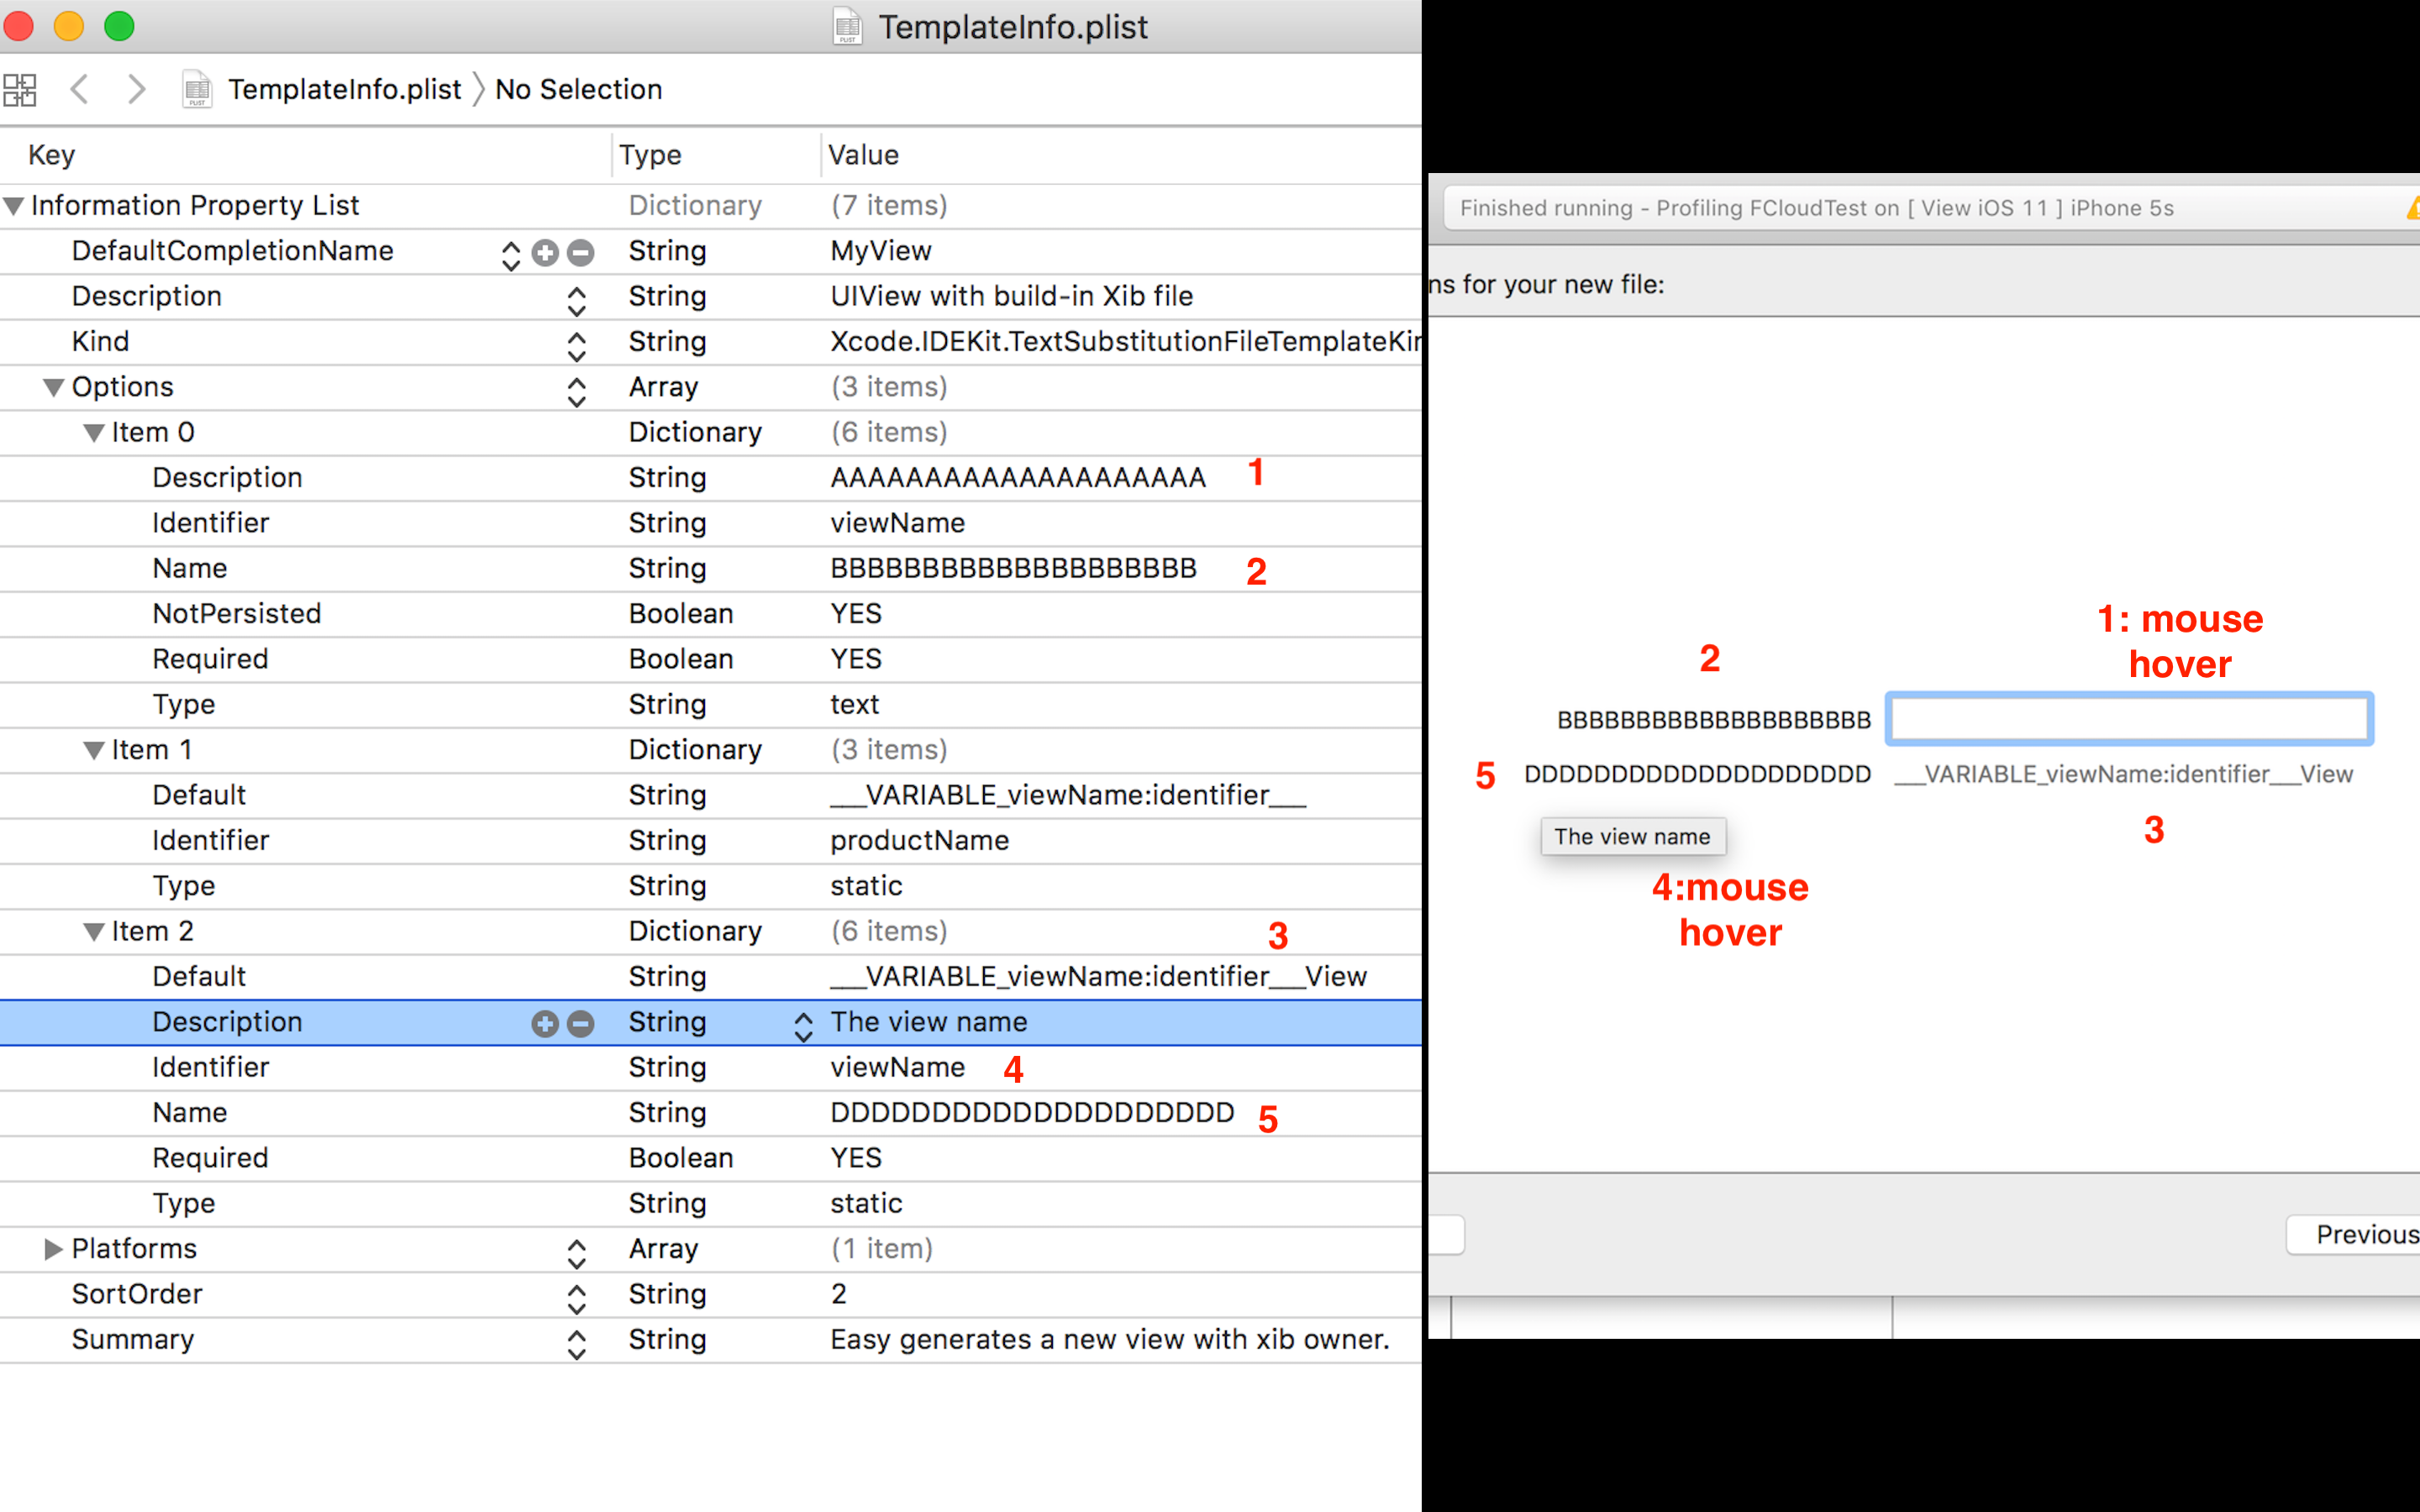 TemplateInfo.plist
TemplateInfo.plist No Selection
Key Type Value
Information Property List Dictionary (7 items)
DefaultCompletionName String MyView
Description String UIView with build-in Xib file
Kind String Xcode.IDEKit.TextSubstitutionFileTemplateKin
Options Array (3 items)
Item 0 Dictionary (6 items)
Description String AAAAAAAAAAAAAAAAAAAA 1
Identifier String viewName
Name String BBBBBBBBBBBBBBBBBBBB 2
NotPersisted Boolean YES
Required Boolean YES
Type String text
Item 1 Dictionary (3 items)
Default String ___VARIABLE_viewName:identifier___
Identifier String productName
Type String static
Item 2 Dictionary (6 items) 3
Default String ___VARIABLE_viewName:identifier___View
Description String The view name
Identifier String viewName 4
Name String DDDDDDDDDDDDDDDDDDDD 5
Required Boolean YES
Type String static
Platforms Array (1 item)
SortOrder String 2
Summary String Easy generates a new view with xib owner.
Finished running - Profiling FCloudTest on [ View iOS 11 ] iPhone 5s
ns for your new file:
1: mouse
hover
2
BBBBBBBBBBBBBBBBBBBB
5 DDDDDDDDDDDDDDDDDDDD ___VARIABLE_viewName:identifier___View
The view name
3
4:mouse
hover
Previous